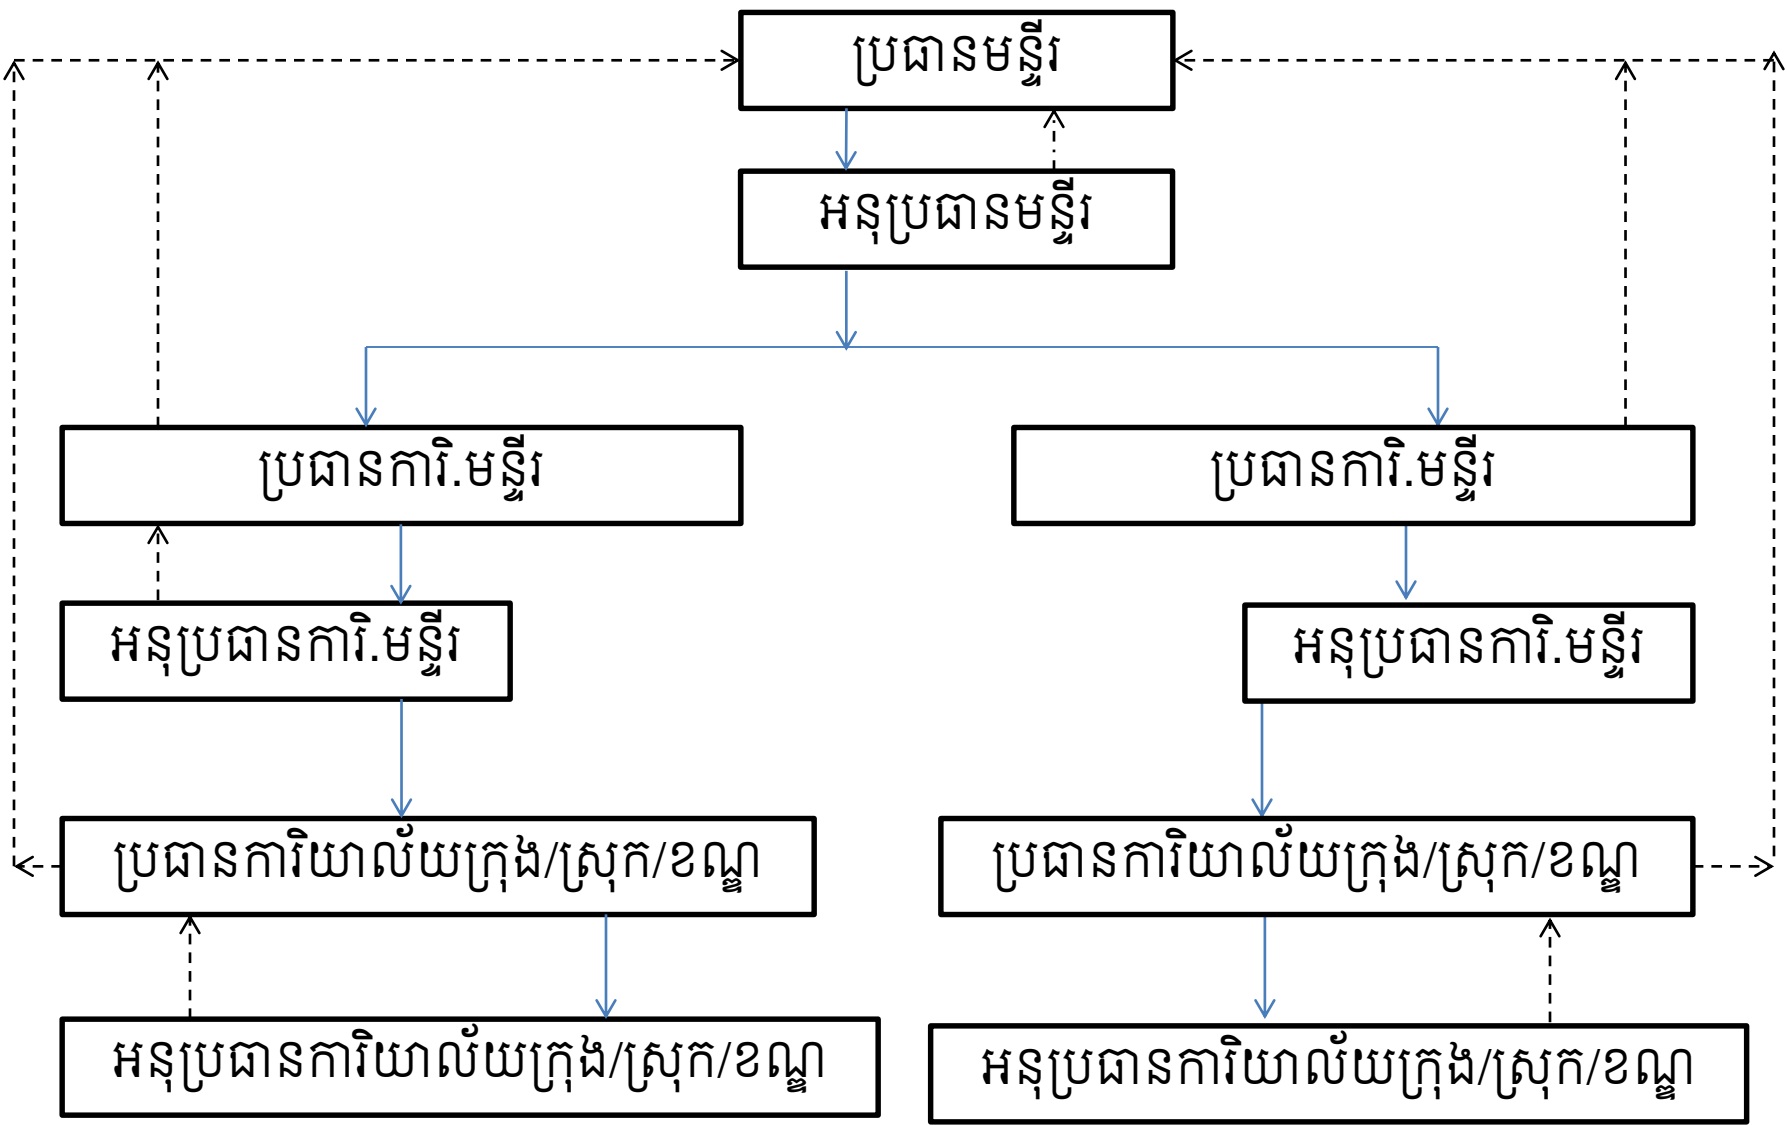 ប្រធានមន្ទីរ
អនុប្រធានមន្ទីរ
ប្រធានការិ.មន្ទីរ
ប្រធានការិ.មន្ទីរ
អនុប្រធានការិ.មន្ទីរ
អនុប្រធានការិ.មន្ទីរ
ប្រធានការិយាល័យក្រុង/ស្រុក/ខណ្ឌ
ប្រធានការិយាល័យក្រុង/ស្រុក/ខណ្ឌ
អនុប្រធានការិយាល័យក្រុង/ស្រុក/ខណ្ឌ
អនុប្រធានការិយាល័យក្រុង/ស្រុក/ខណ្ឌ